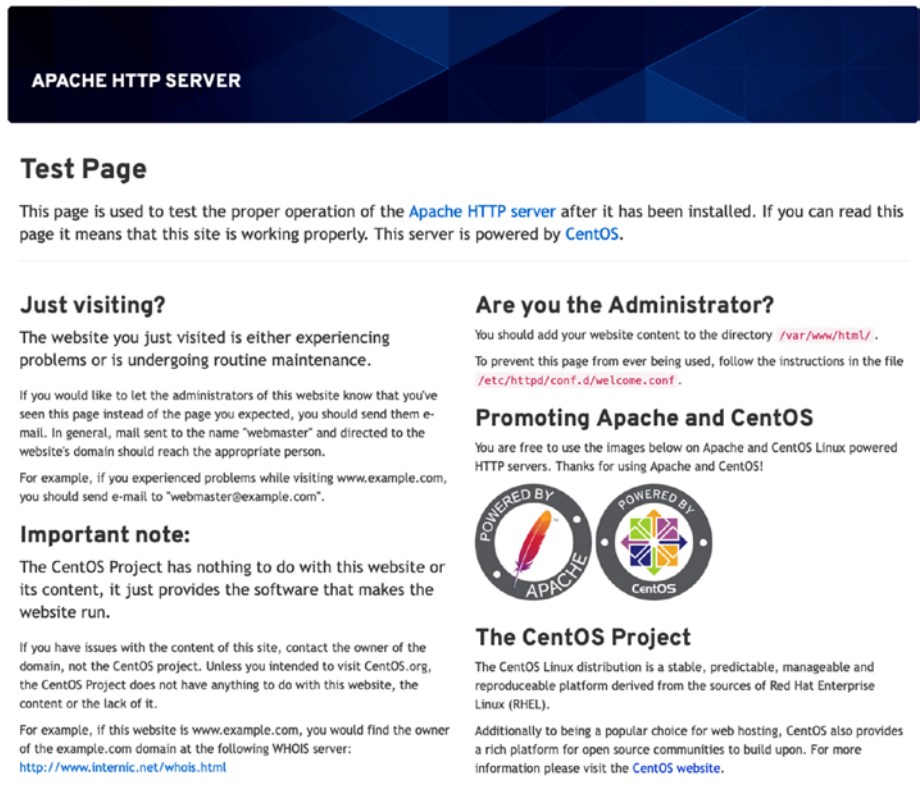 APACHE HTTP SERVER
Test Page
This page is used to test the proper operation of the Apache HTTP server after it has been installed. If you can read this
page it means that this site is working properly. This server is powered by CentOS.
Just visiting?
The website you just visited is either experiencing
problems or is undergoing routine maintenance.
If you would like to let the administrators of this website know that you've
seen this page instead of the page you expected, you should send them e-
mail. In general, mail sent to the name "webmaster" and directed to the
website's domain should reach the appropriate person.
For example, if you experienced problems while visiting www.example.com,
you should send e-mail to "webmaster@example.com".
Important note:
The CentOS Project has nothing to do with this website or
its content, it just provides the software that makes the
website run.
If you have issues with the content of this site, contact the owner of the
domain, not the CentOS project. Unless you intended to visit CentOS.org,
the CentOS Project does not have anything to do with this website, the
content or the lack of it.
For example, if this website is www.example.com, you would find the owner
of the example.com domain at the following WHOIS server:
http://www.internic.net/whois.html
Are you the Administrator?
You should add your website content to the directory /var/www/html/ .
To prevent this page from ever being used, follow the instructions in the file
/etc/httpd/conf.d/welcome.conf .
Promoting Apache and CentOS
You are free to use the images below on Apache and CentOS Linux powered
HTTP servers. Thanks for using Apache and CentOS!
POWERED BY
APACHE
POWERED BY
CentOS
The CentOS Project
The CentOS Linux distribution is a stable, predictable, manageable and
reproduceable platform derived from the sources of Red Hat Enterprise
Linux (RHEL).
Additionally to being a popular choice for web hosting, CentOS also provides
a rich platform for open source communities to build upon. For more
information please visit the CentOS website.